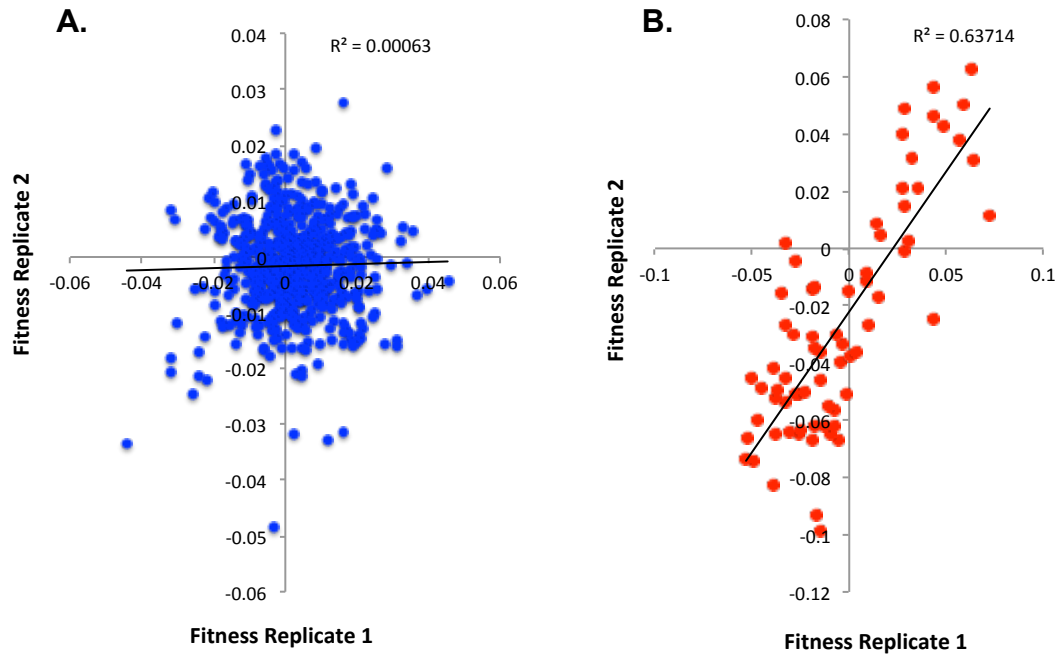 A.
R² = 0.00063
0.04
0.03
0.02
0.01
0
-0.01
-0.02
-0.03
-0.04
-0.05
-0.06
-0.06 -0.04 -0.02 0 0.02 0.04 0.06
Fitness Replicate 2
Fitness Replicate 1
B.
R² = 0.63714
0.08
0.06
0.04
0.02
0
-0.02
-0.04
-0.06
-0.08
-0.1
-0.12
-0.1 -0.05 0 0.05 0.1
Fitness Replicate 2
Fitness Replicate 1